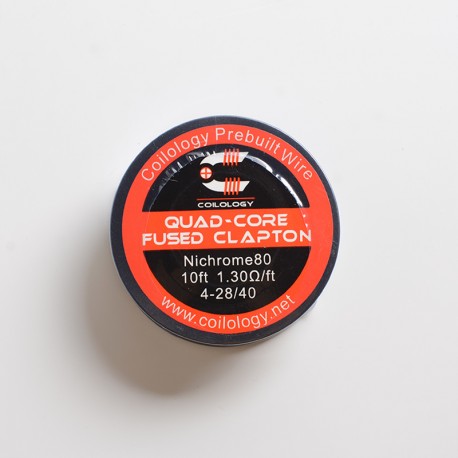 Coilology Prebuilt Wire
COILOLOGY
QUAD-CORE
FUSED CLAPTON
Nichrome80
10ft 1.30Ω/ft
4-28/40
www.coilology.net